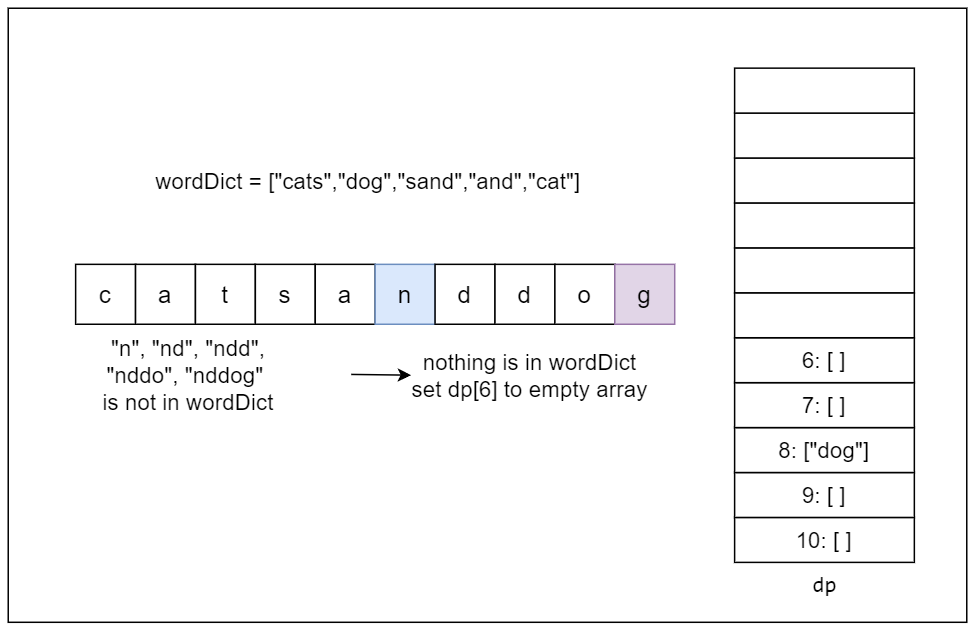 wordDict = ["cats","dog","sand","and","cat"]
c a t s a n d d o g
"n", "nd", "ndd",
"nddo", "nddog"
is not in wordDict
nothing is in wordDict
set dp[6] to empty array
6: [ ]
7: [ ]
8: ["dog"]
9: [ ]
10: [ ]
dp